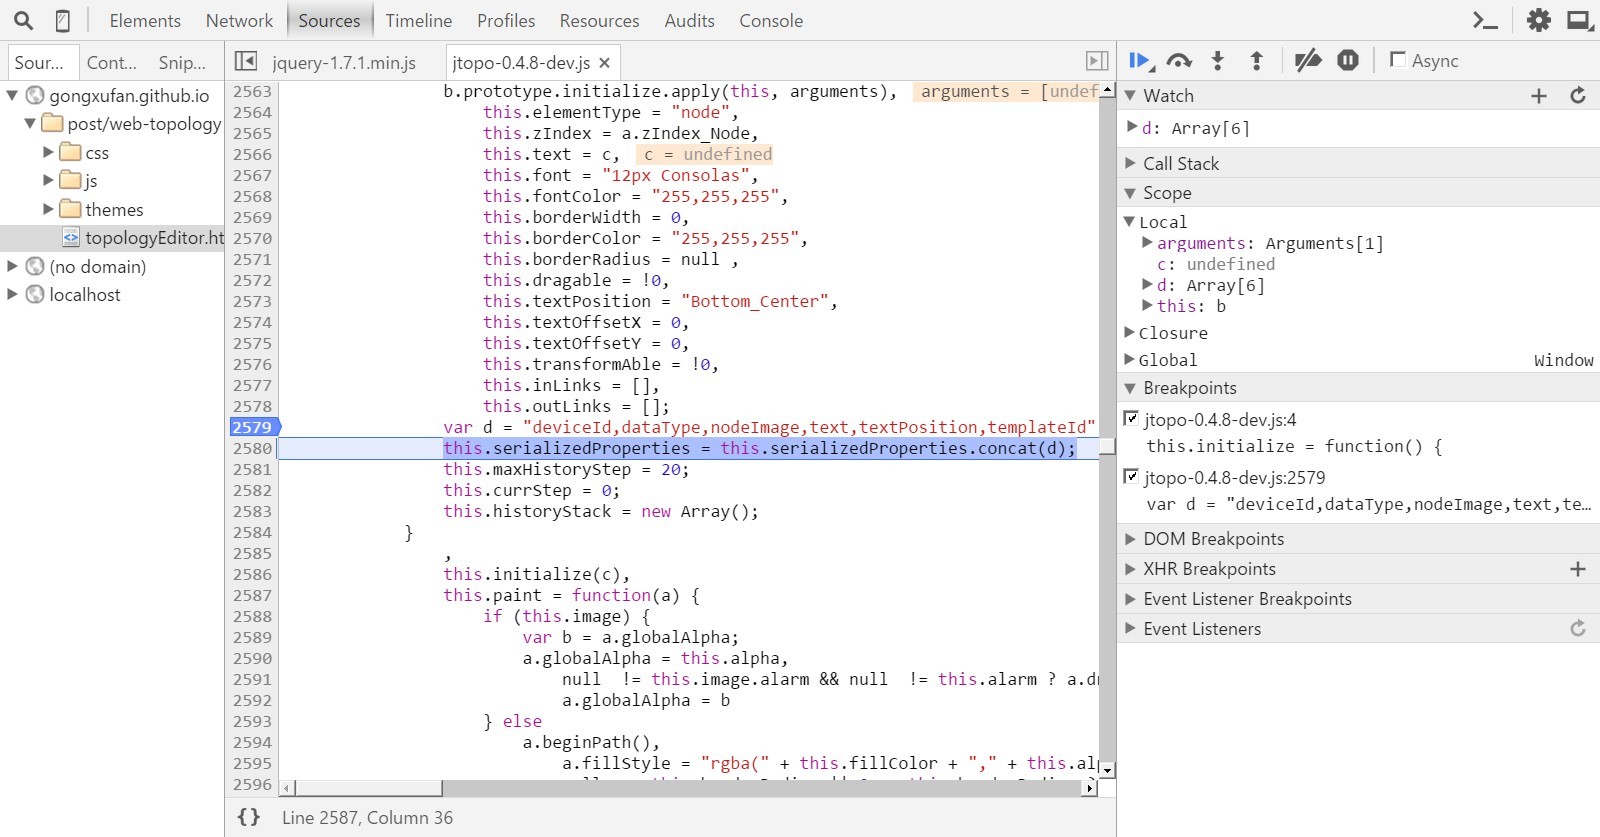 Elements Network Sources Timeline Profiles Resources Audits Console
Sour... Cont... Snip...
gongxufan.github.io
post/web-topology
css
js
themes
topologyEditor.ht
(no domain)
localhost
jquery-1.7.1.min.js jtopo-0.4.8-dev.js ×
2563 b.prototype.initialize.apply(this, arguments), arguments = [undef
2564 this.elementType = "node",
2565 this.zIndex = a.zIndex_Node,
2566 this.text = c, c = undefined
2567 this.font = "12px Consolas",
2568 this.fontColor = "255,255,255",
2569 this.borderWidth = 0,
2570 this.borderColor = "255,255,255",
2571 this.borderRadius = null ,
2572 this.dragable = !0,
2573 this.textPosition = "Bottom_Center",
2574 this.textOffsetX = 0,
2575 this.textOffsetY = 0,
2576 this.transformAble = !0,
2577 this.inLinks = [],
2578 this.outLinks = [];
2579 var d = "deviceId,dataType,nodeImage,text,textPosition,templateId"
2580 this.serializedProperties = this.serializedProperties.concat(d);
2581 this.maxHistoryStep = 20;
2582 this.currStep = 0;
2583 this.historyStack = new Array();
2584 }
2585 ,
2586 this.initialize(c),
2587 this.paint = function(a) {
2588 if (this.image) {
2589 var b = a.globalAlpha;
2590 a.globalAlpha = this.alpha,
2591 null != this.image.alarm && null != this.alarm ? a.d
2592 a.globalAlpha = b
2593 } else
2594 a.beginPath(),
2595 a.fillStyle = "rgba(" + this.fillColor + "," + this.al
2596
{} Line 2587, Column 36
Async
Watch
d: Array[6]
Call Stack
Scope
Local
arguments: Arguments[1]
c: undefined
d: Array[6]
this: b
Closure
Global Window
Breakpoints
jtopo-0.4.8-dev.js:4
this.initialize = function() {
jtopo-0.4.8-dev.js:2579
var d = "deviceId,dataType,nodeImage,text,te...
DOM Breakpoints
XHR Breakpoints
Event Listener Breakpoints
Event Listeners